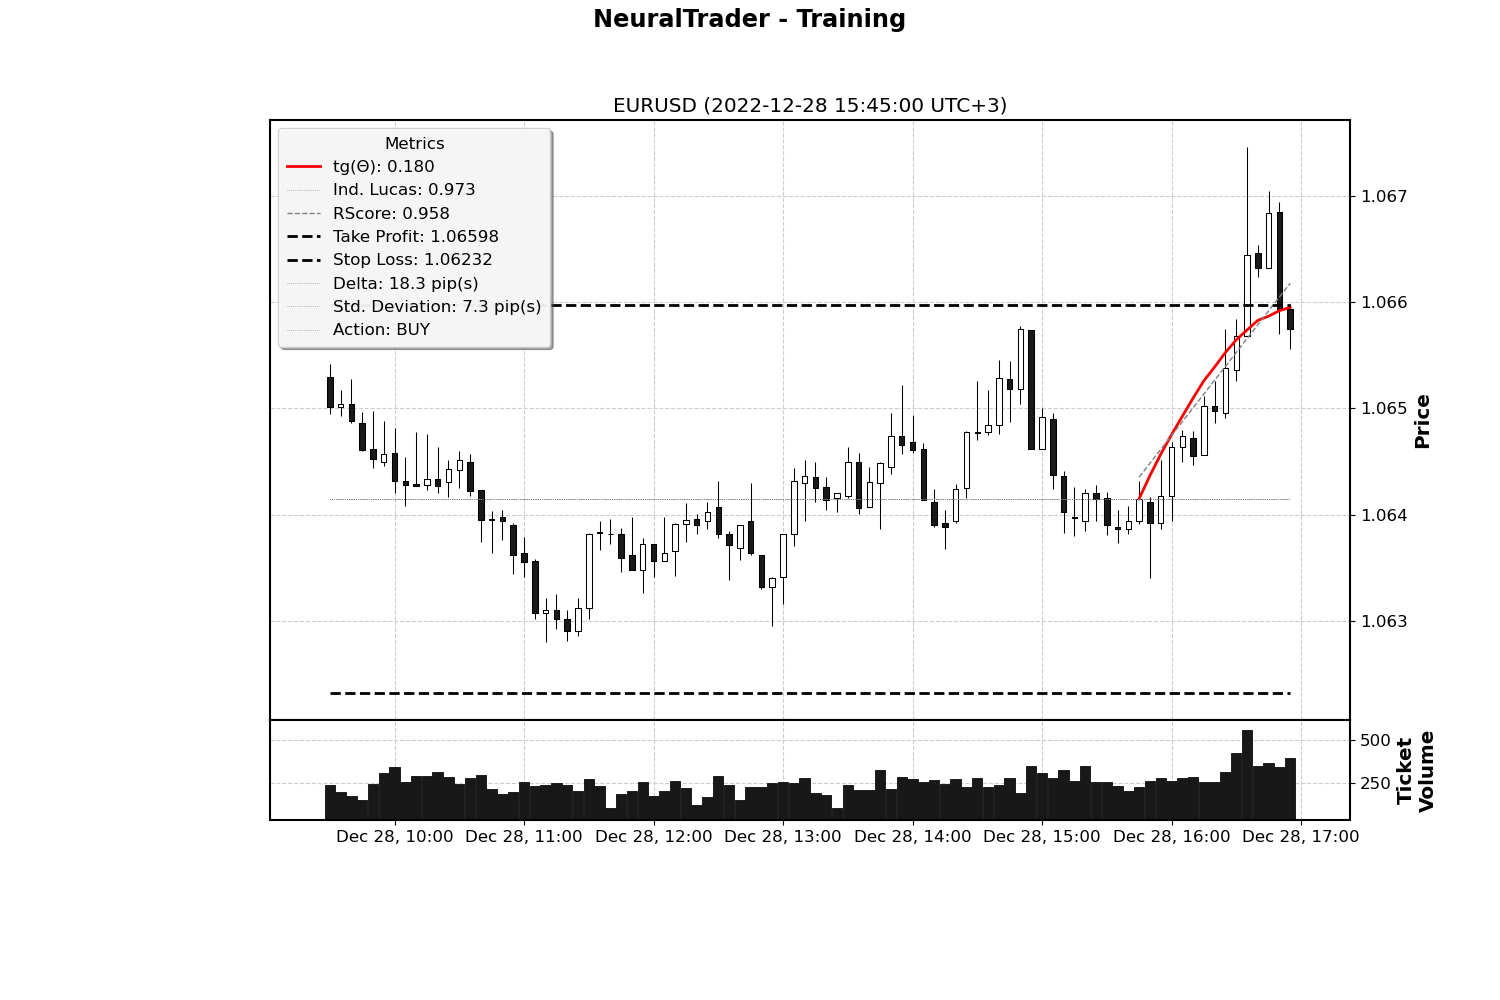 NeuralTrader - Training
EURUSD (2022-12-28 15:45:00 UTC+3)
Metrics
tg(Θ): 0.180
Ind. Lucas: 0.973
RScore: 0.958
Take Profit: 1.06598
Stop Loss: 1.06232
Delta: 18.3 pip(s)
Std. Deviation: 7.3 pip(s)
Action: BUY
1.067
1.066
1.065
1.064
1.063
Price
500
250
Ticket
Volume
Dec 28, 10:00 Dec 28, 11:00 Dec 28, 12:00 Dec 28, 13:00 Dec 28, 14:00 Dec 28, 15:00 Dec 28, 16:00 Dec 28, 17:00